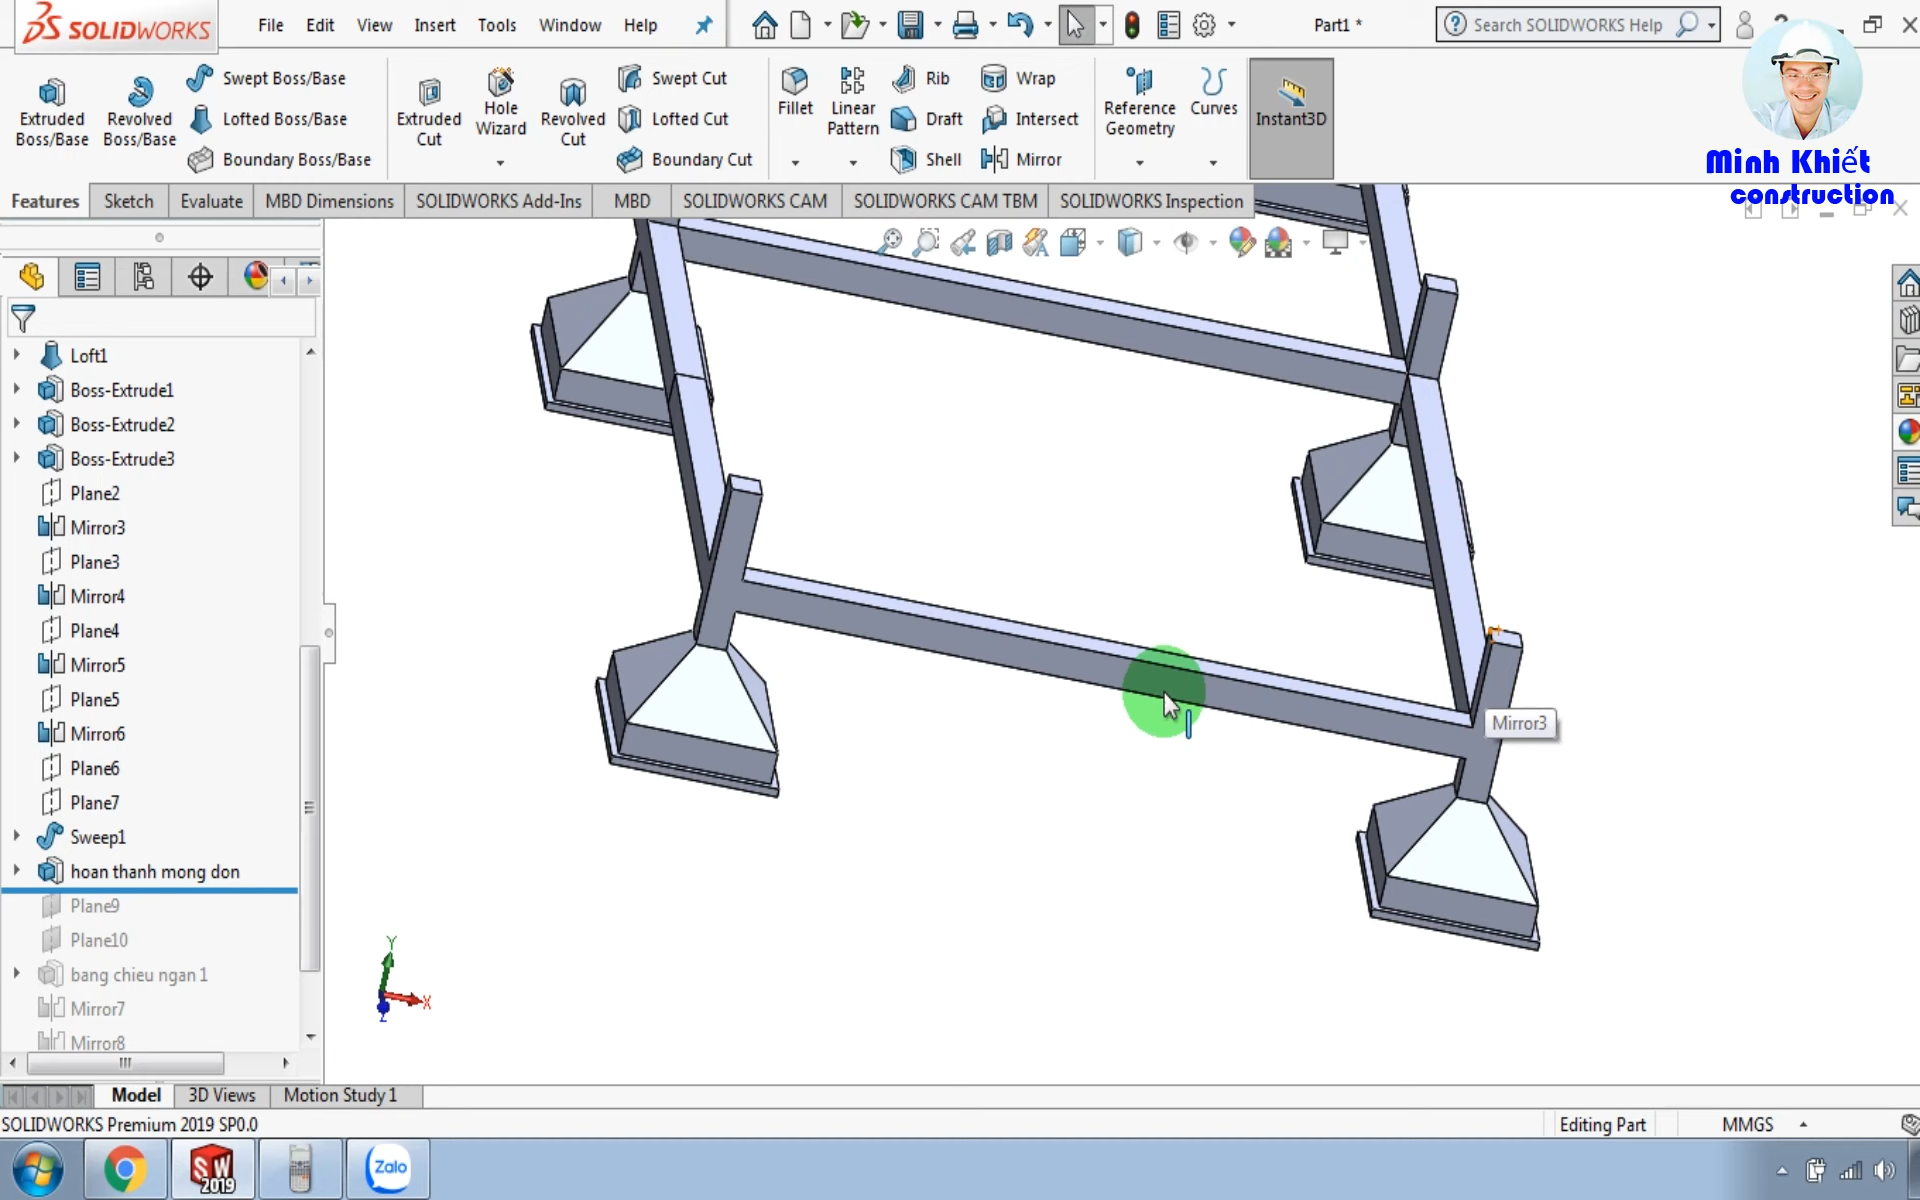 SOLIDWORKS
File Edit View Insert Tools Window Help
Part1 *
Search SOLIDWORKS Help
Extruded Boss/Base
Revolved Boss/Base
Swept Boss/Base
Lofted Boss/Base
Boundary Boss/Base
Extruded Cut
Hole Wizard
Revolved Cut
Swept Cut
Lofted Cut
Boundary Cut
Fillet
Linear Pattern
Rib
Draft
Shell
Wrap
Intersect
Mirror
Reference Geometry
Curves
Instant3D
Minh Khiết
construction
Features Sketch Evaluate MBD Dimensions SOLIDWORKS Add-Ins MBD SOLIDWORKS CAM SOLIDWORKS CAM TBM SOLIDWORKS Inspection
Loft1
Boss-Extrude1
Boss-Extrude2
Boss-Extrude3
Plane2
Mirror3
Plane3
Mirror4
Plane4
Mirror5
Plane5
Mirror6
Plane6
Plane7
Sweep1
hoan thanh mong don
Plane9
Plane10
bang chieu ngan 1
Mirror7
Mirror8
Mirror3
Y
X
Z
Model 3D Views Motion Study 1
SOLIDWORKS Premium 2019 SP0.0
Editing Part
MMGS
SW
2019
Zalo